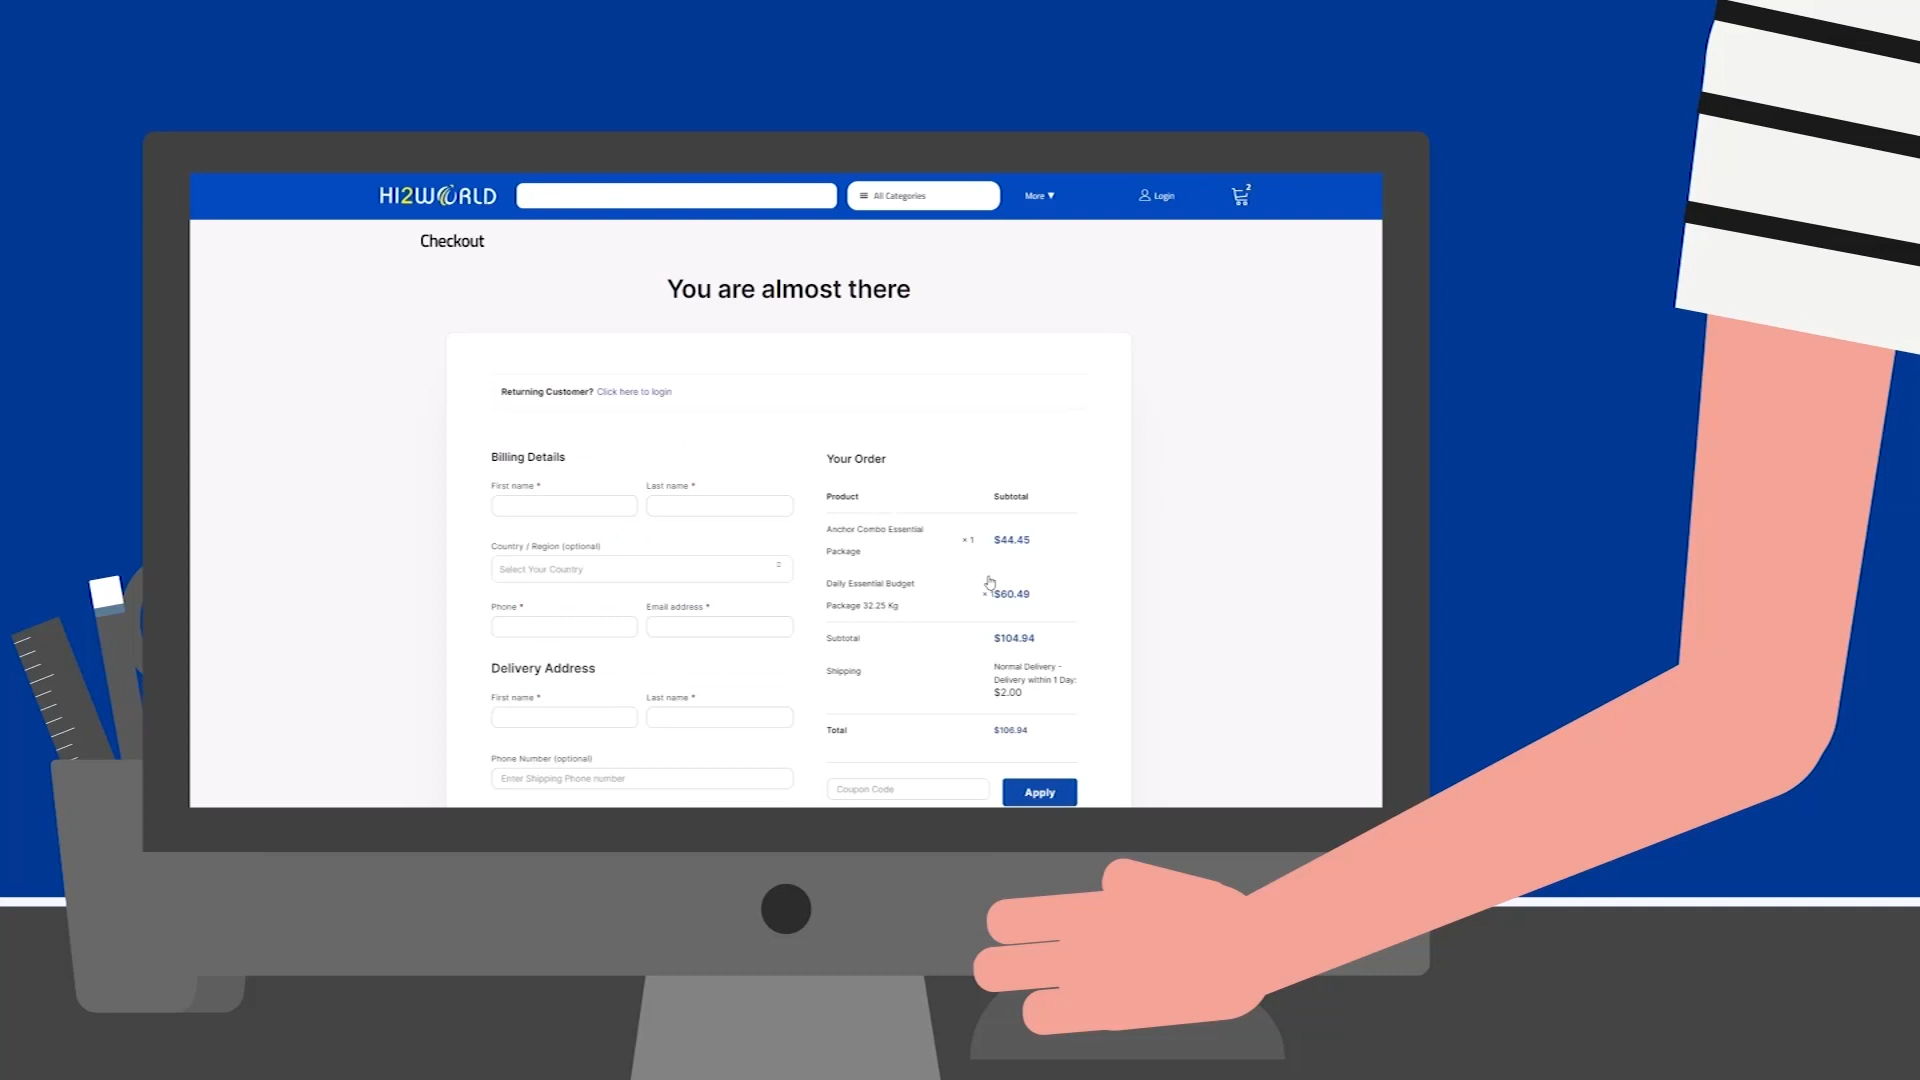 HI2WORLD
All Categories
More ▼
Login
2
Checkout
You are almost there
Returning Customer? Click here to login
Billing Details
First name *
Last name *
Country / Region (optional)
Select Your Country
Phone *
Email address *
Delivery Address
First name *
Last name *
Phone Number (optional)
Enter Shipping Phone number
Your Order
Product
Subtotal
Anchor Combo Essential
Package
× 1
$44.45
Daily Essential Budget
Package 32.25 Kg
×
$60.49
Subtotal
$104.94
Shipping
Normal Delivery -
Delivery within 1 Day:
$2.00
Total
$106.94
Coupon Code
Apply